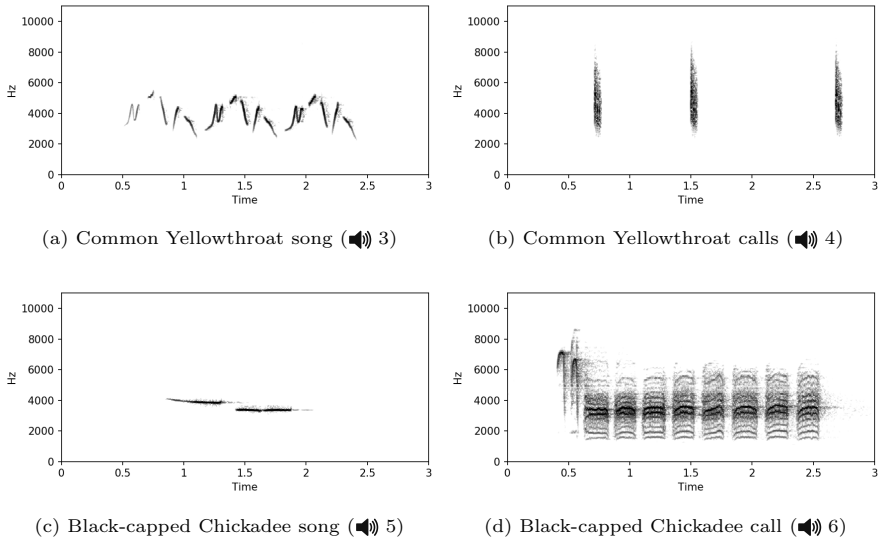 10000 10000
8000 8000
6000 6000
Hz Hz
4000 4000
2000 2000
0 0
0 0.5 1 1.5 2 2.5 3 0 0.5 1 1.5 2 2.5 3
Time Time
(a) Common Yellowthroat song (🔊 3) (b) Common Yellowthroat calls (🔊 4)
10000 10000
8000 8000
6000 6000
Hz Hz
4000 4000
2000 2000
0 0
0 0.5 1 1.5 2 2.5 3 0 0.5 1 1.5 2 2.5 3
Time Time
(c) Black-capped Chickadee song (🔊 5) (d) Black-capped Chickadee call (🔊 6)